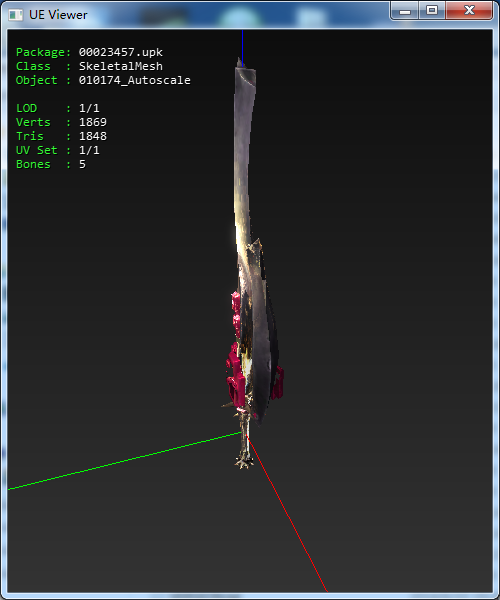 UE Viewer
Package: 00023457.upk
Class : SkeletalMesh
Object : 010174_Autoscale
LOD : 1/1
Verts : 1869
Tris : 1848
UV Set : 1/1
Bones : 5